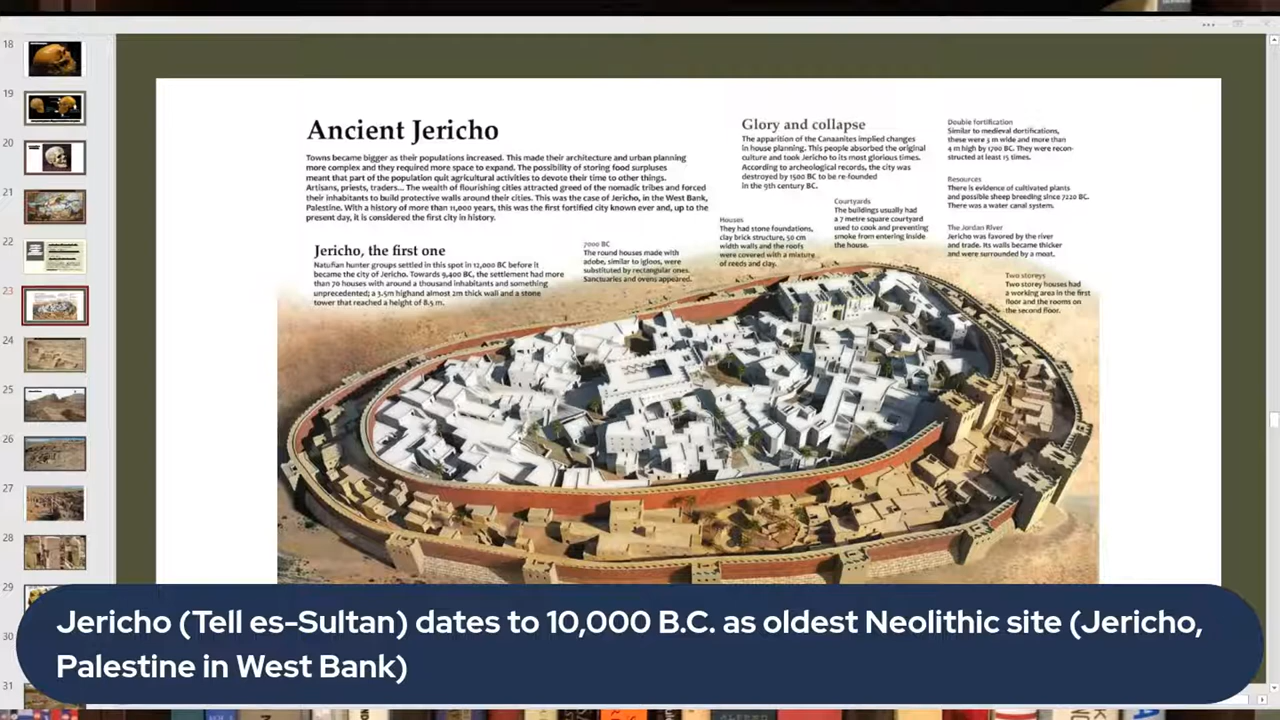 18
19
20
21
22
23
24
25
26
27
28
29
30
31
Ancient Jericho
Towns became bigger as their populations increased. This made their architecture and urban planning
more complex and they required more space to expand. The possibility of storing food surpluses
meant that part of the population quit agricultural activities to devote their time to other things.
Artisans, priests, traders... The wealth of flourishing cities attracted greed of the nomadic tribes and forced
their inhabitants to build protective walls around their cities. This was the case of Jericho, in the West Bank,
Palestine. With a history of more than 11,000 years, this was the first fortified city known ever and, up to the
present day, it is considered the first city in history.
Jericho, the first one
Natufian hunter groups settled in this spot in 12,000 BC before it
became the city of Jericho. Towards 9,400 BC, the settlement had more
than 70 houses with around a thousand inhabitants and something
unprecedented; a 3.5m highand almost 2m thick wall and a stone
tower that reached a height of 8.5 m.
7000 BC
The round houses made with
adobe, similar to igloos, were
substituted by rectangular ones.
Sanctuaries and ovens appeared.
Glory and collapse
The apparition of the Canaanites implied changes
in house planning. This people absorbed the original
culture and took Jericho to its most glorious times.
According to archeological records, the city was
destroyed by 1500 BC to be re-founded
in the 9th century BC.
Houses
They had stone foundations,
clay brick structure, 50 cm
width walls and the roofs
were covered with a mixture
of reeds and clay.
Courtyards
The buildings usually had
a 7 metre square courtyard
used to cook and preventing
smoke from entering inside
the house.
Double fortification
Similar to medieval dortifications,
these were 3 m wide and more than
4 m high by 1700 BC. They were recon-
structed at least 15 times.
Resources
There is evidence of cultivated plants
and possible sheep breeding since 7220 BC.
There was a water canal system.
The Jordan River
Jericho was favored by the river
and trade. Its walls became thicker
and were surrounded by a moat.
Two storeys
Two storey houses had
a working area in the first
floor and the rooms on
the second floor.
Jericho (Tell es-Sultan) dates to 10,000 B.C. as oldest Neolithic site (Jericho,
Palestine in West Bank)